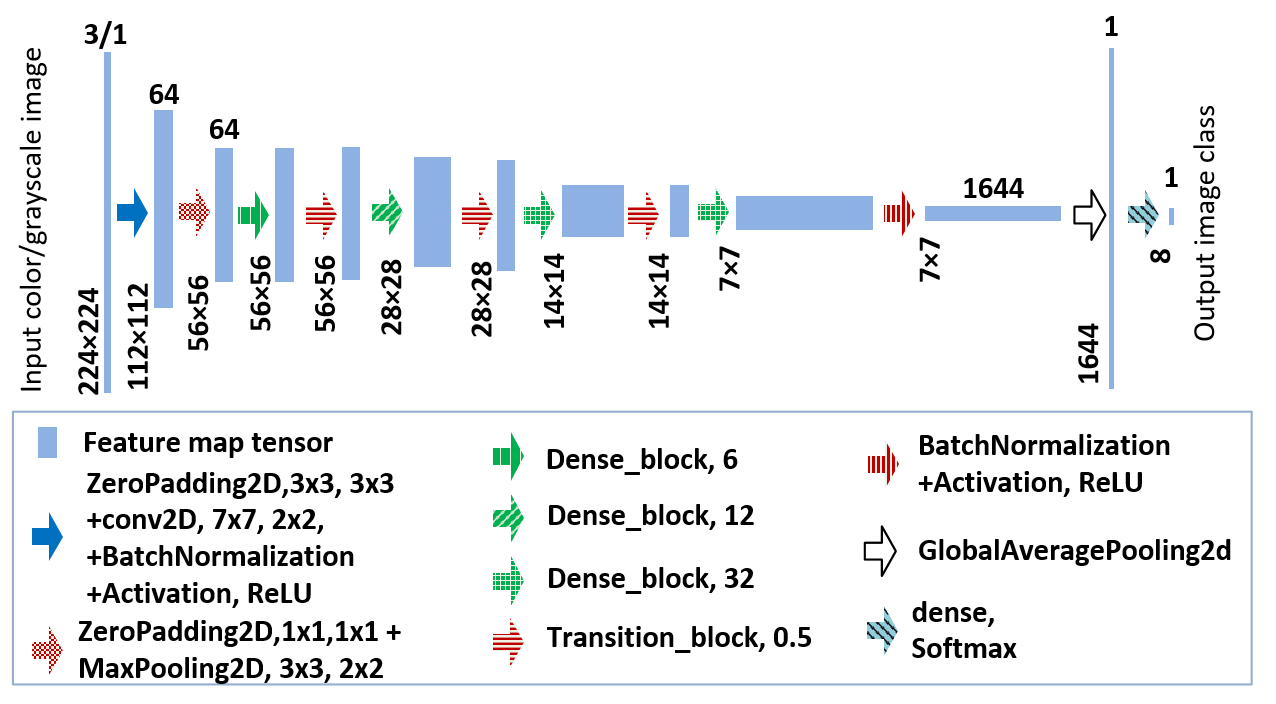 Input color/grayscale image
3/1
224×224
64
112×112
64
56×56
56×56
56×56
28×28
28×28
14×14
14×14
7×7
1644
7×7
1
1644
1
8
Output image class
Feature map tensor
ZeroPadding2D,3x3, 3x3
+conv2D, 7x7, 2x2,
+BatchNormalization
+Activation, ReLU
ZeroPadding2D,1x1,1x1 +
MaxPooling2D, 3x3, 2x2
Dense_block, 6
Dense_block, 12
Dense_block, 32
Transition_block, 0.5
BatchNormalization
+Activation, ReLU
GlobalAveragePooling2d
dense,
Softmax